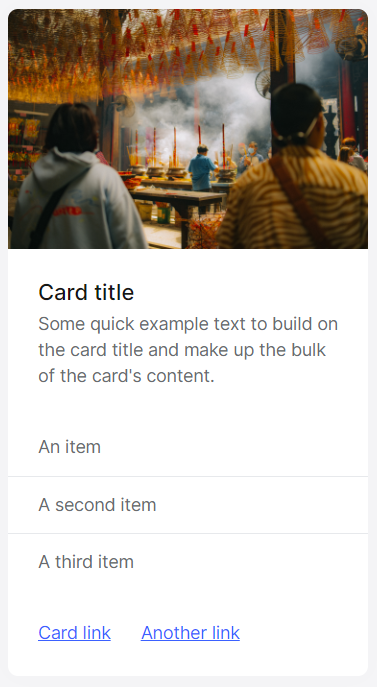 Card title
Some quick example text to build on
the card title and make up the bulk
of the card's content.
An item
A second item
A third item
Card link Another link